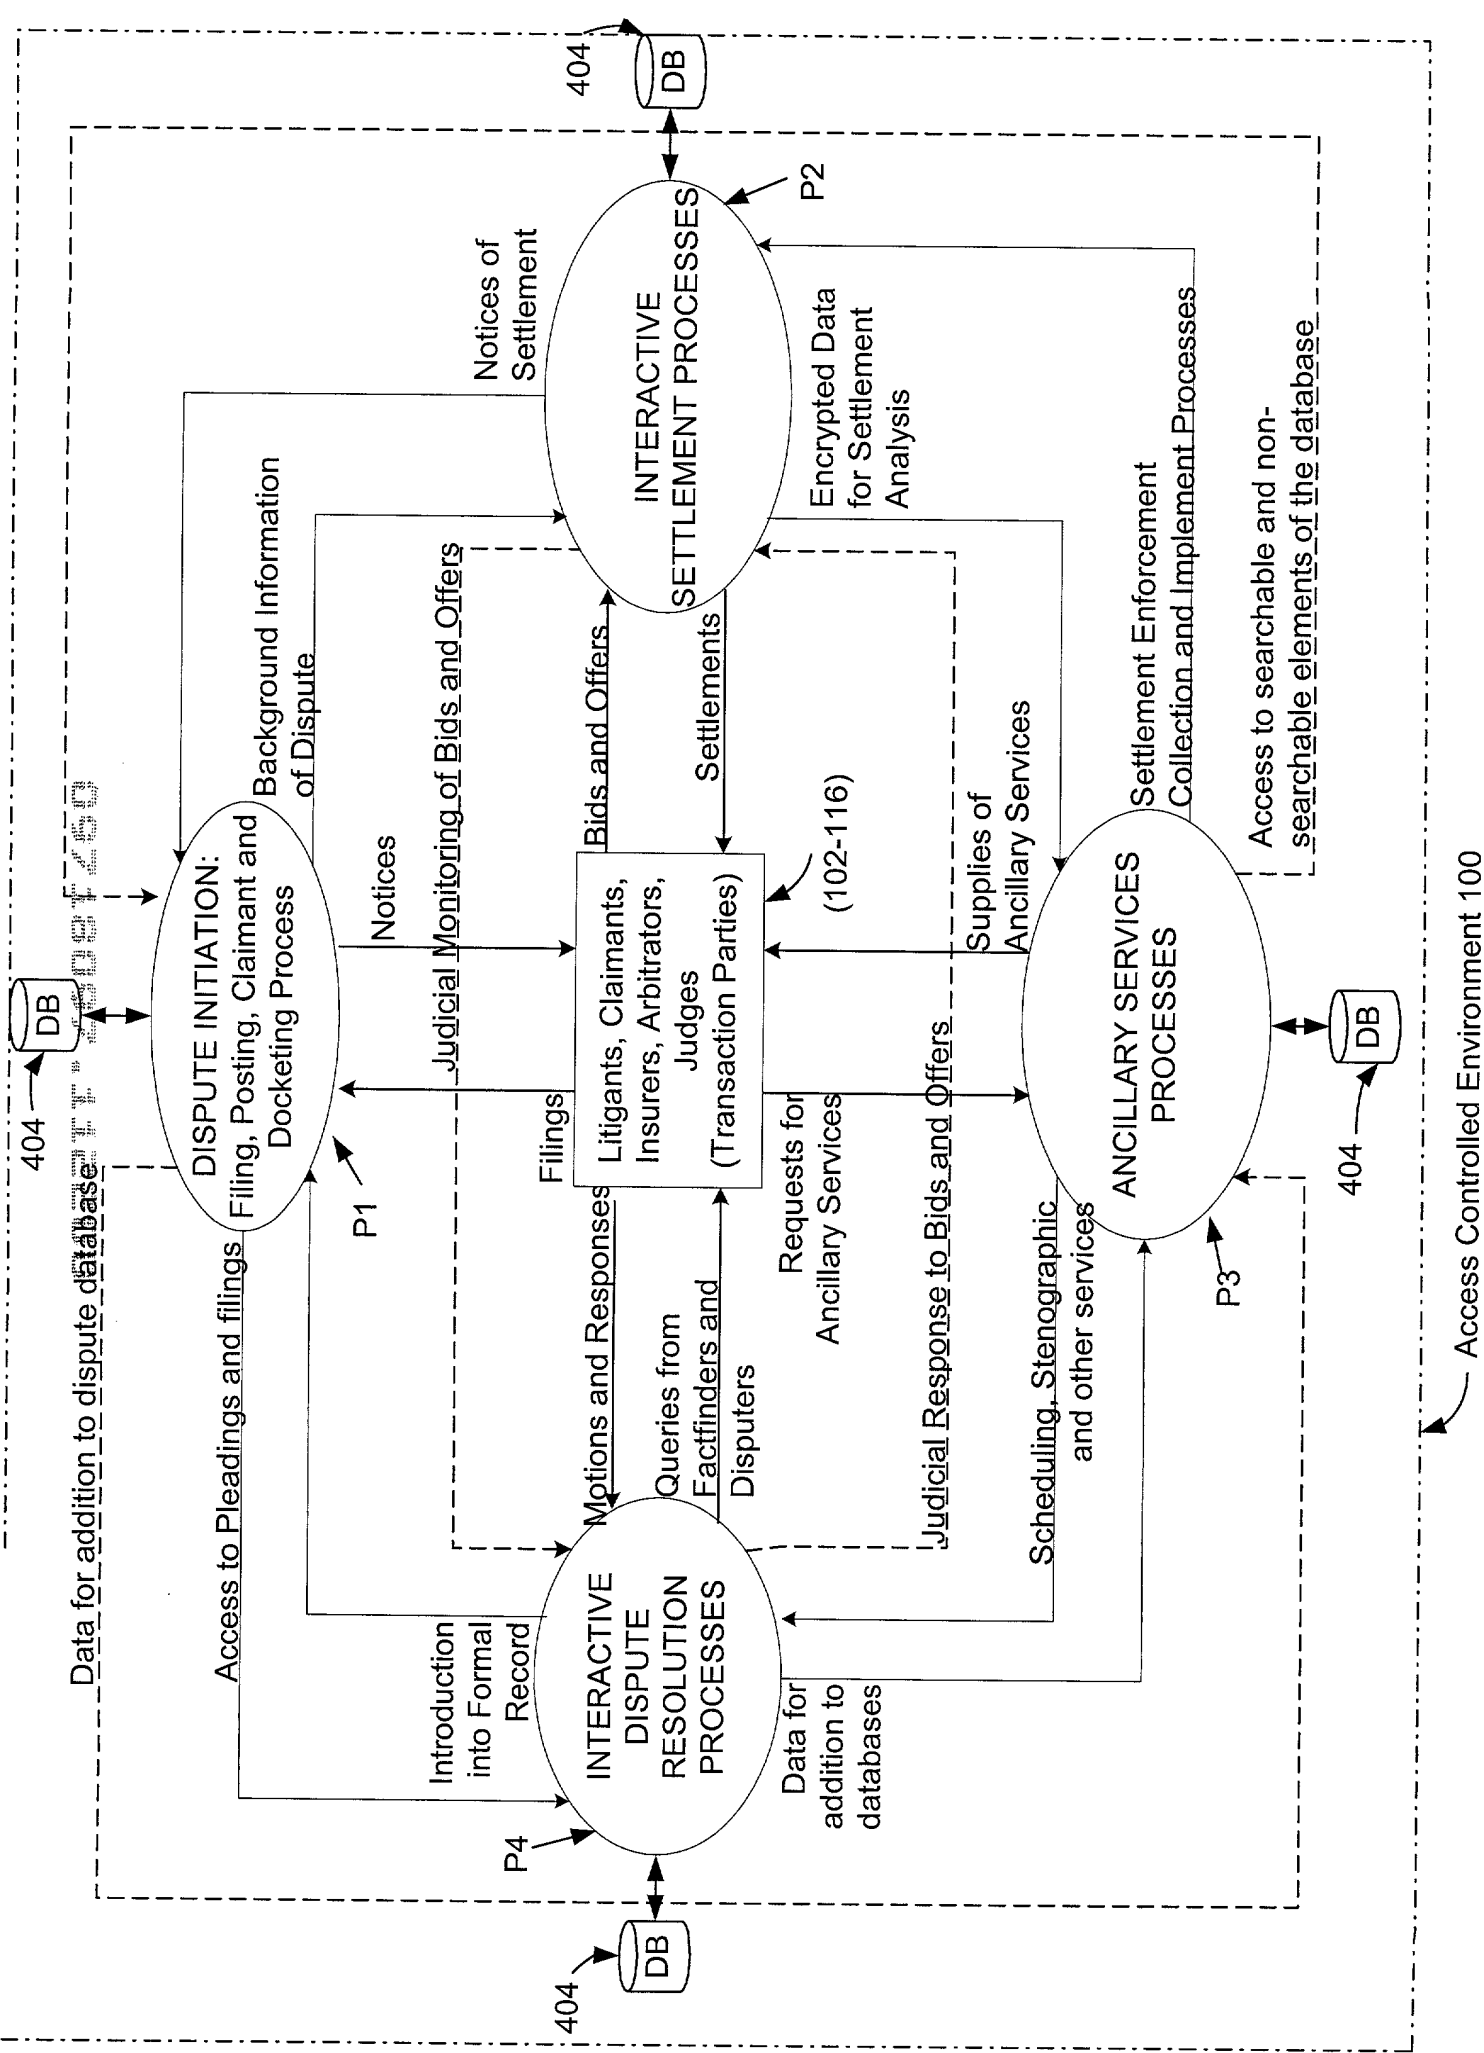 404
DB
DB
404
DISPUTE INITIATION:
Filing, Posting, Claimant and
Docketing Process
P1
Data for addition to dispute database
Access to Pleadings and filings
Background Information
of Dispute
Notices of
Settlement
Introduction
into Formal
Record
Filings
Notices
Judicial Monitoring of Bids and Offers
P4
INTERACTIVE
DISPUTE
RESOLUTION
PROCESSES
404
DB
Motions and Responses
Queries from
Factfinders and
Disputers
Litigants, Claimants,
Insurers, Arbitrators,
Judges
(Transaction Parties)
(102-116)
Bids and Offers
Settlements
INTERACTIVE
SETTLEMENT PROCESSES
P2
Data for
addition to
databases
Requests for
Ancillary Services
Supplies of
Ancillary Services
Encrypted Data
for Settlement
Analysis
Judicial Response to Bids and Offers
Scheduling, Stenographic
and other services
Settlement Enforcement
Collection and Implement Processes
ANCILLARY SERVICES
PROCESSES
P3
Access to searchable and non-
searchable elements of the database
404
DB
Access Controlled Environment 100